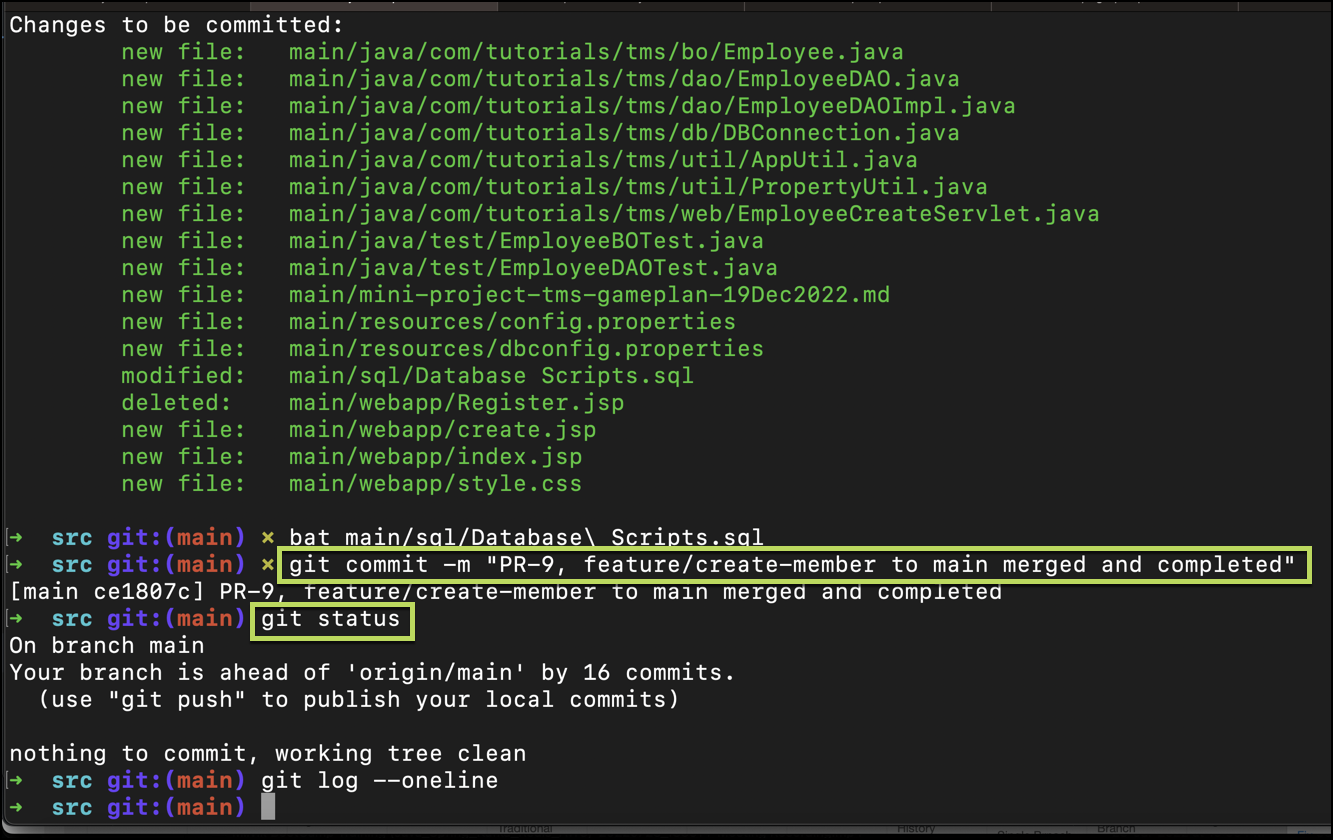 Changes to be committed:
new file:   main/java/com/tutorials/tms/bo/Employee.java
new file:   main/java/com/tutorials/tms/dao/EmployeeDAO.java
new file:   main/java/com/tutorials/tms/dao/EmployeeDAOImpl.java
new file:   main/java/com/tutorials/tms/db/DBConnection.java
new file:   main/java/com/tutorials/tms/util/AppUtil.java
new file:   main/java/com/tutorials/tms/util/PropertyUtil.java
new file:   main/java/com/tutorials/tms/web/EmployeeCreateServlet.java
new file:   main/java/test/EmployeeBOTest.java
new file:   main/java/test/EmployeeDAOTest.java
new file:   main/mini-project-tms-gameplan-19Dec2022.md
new file:   main/resources/config.properties
new file:   main/resources/dbconfig.properties
modified:   main/sql/Database Scripts.sql
deleted:    main/webapp/Register.jsp
new file:   main/webapp/create.jsp
new file:   main/webapp/index.jsp
new file:   main/webapp/style.css
➜  src git:(main) ✗ bat main/sql/Database\ Scripts.sql
➜  src git:(main) ✗ git commit -m "PR-9, feature/create-member to main merged and completed"
[main ce1807c] PR-9, feature/create-member to main merged and completed
➜  src git:(main) git status
On branch main
Your branch is ahead of 'origin/main' by 16 commits.
(use "git push" to publish your local commits)
nothing to commit, working tree clean
➜  src git:(main) git log --oneline
➜  src git:(main)
Traditional History Branch